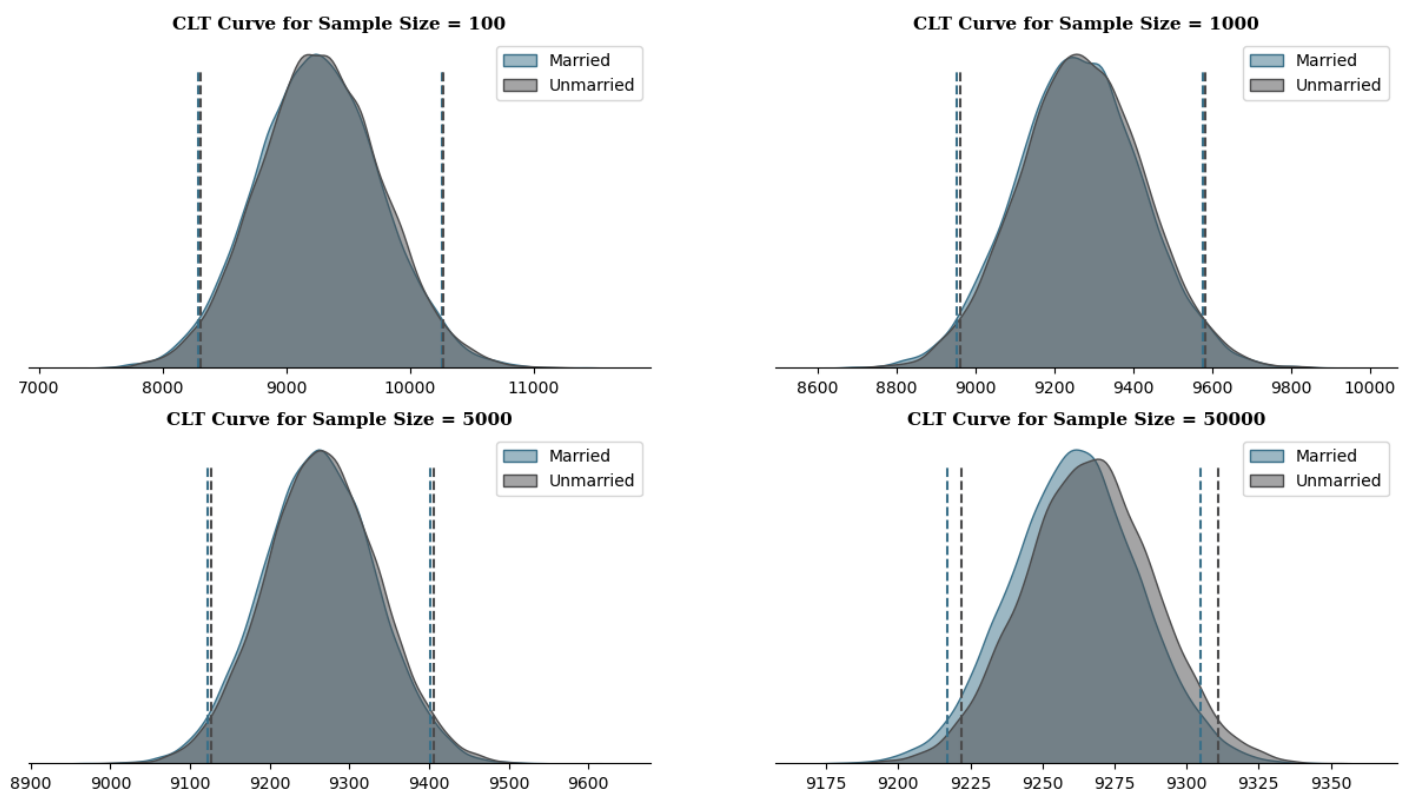 CLT Curve for Sample Size = 100
Married
Unmarried
7000 8000 9000 10000 11000
CLT Curve for Sample Size = 1000
Married
Unmarried
8600 8800 9000 9200 9400 9600 9800 10000
CLT Curve for Sample Size = 5000
Married
Unmarried
8900 9000 9100 9200 9300 9400 9500 9600
CLT Curve for Sample Size = 50000
Married
Unmarried
9175 9200 9225 9250 9275 9300 9325 9350